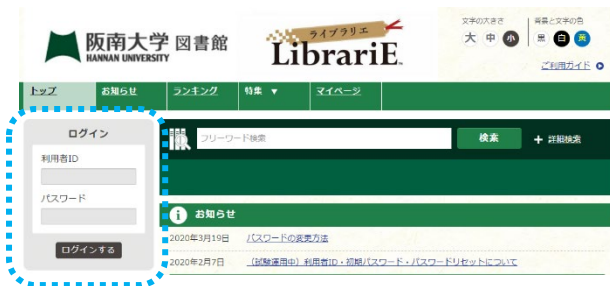 阪南大学 図書館
HANNAN UNIVERSITY
ライブラリエ
LibrariE
文字の大きさ
大 中 小
背景と文字の色
黒 白 黄
ご利用ガイド
トップ お知らせ ランキング 特集 ▼ マイページ
ログイン
利用者ID
パスワード
ログインする
フリーワード検索 検索 + 詳細検索
i お知らせ
2020年3月19日 パスワードの変更方法
2020年2月7日 (試験運用中) 利用者ID・初期パスワード・パスワードリセットについて